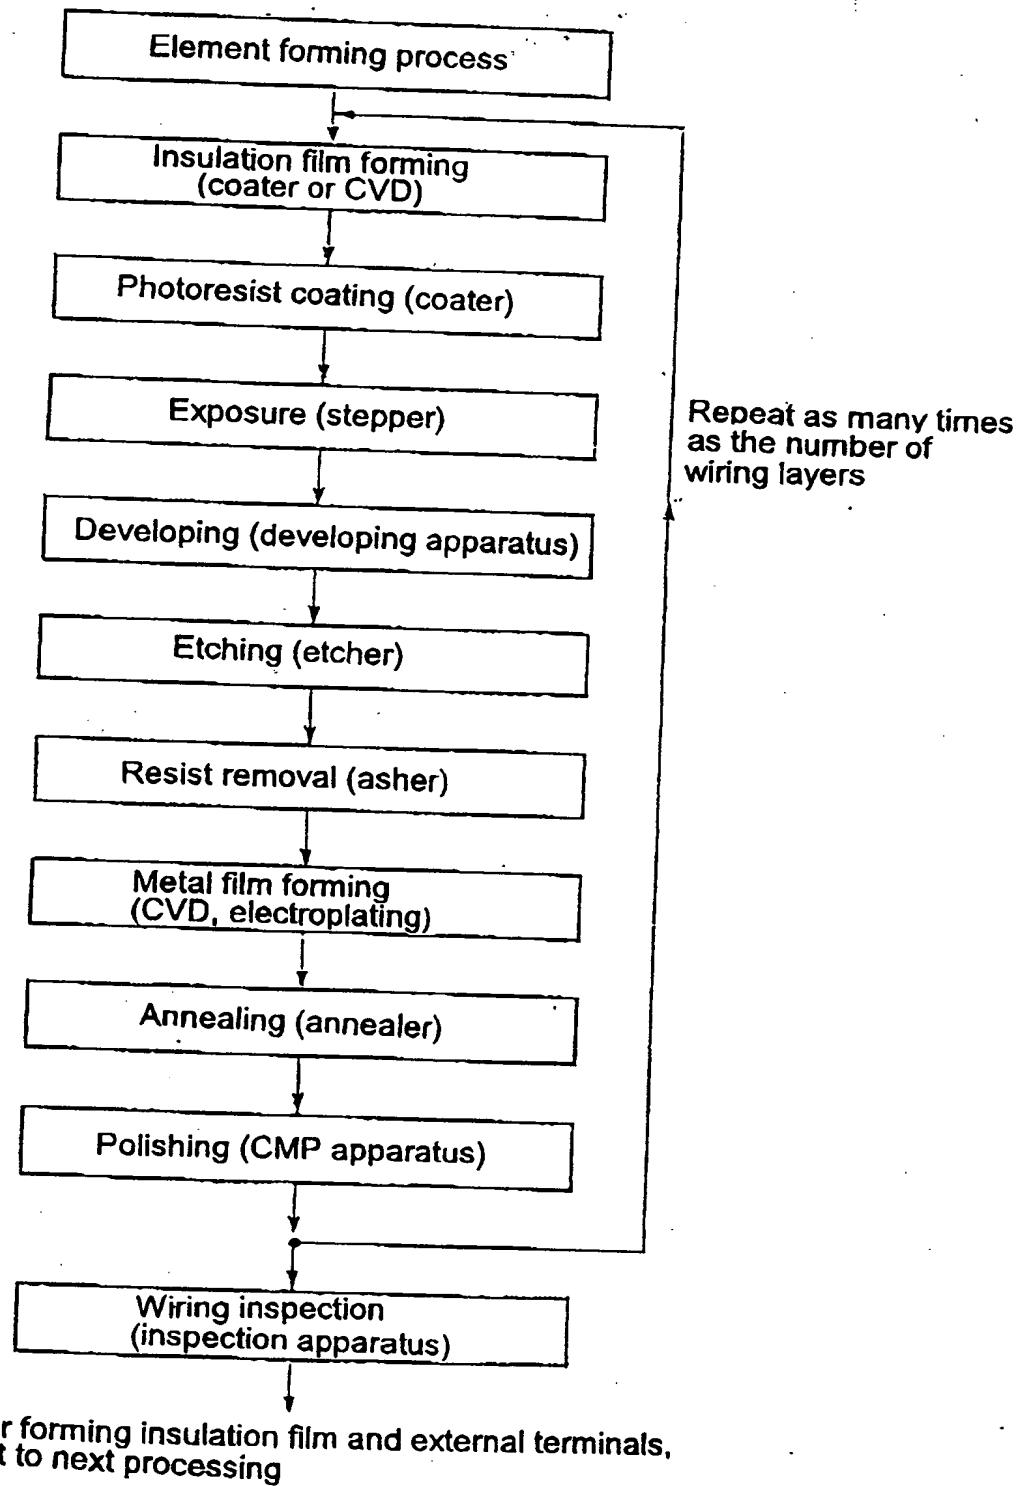 Element forming process
Insulation film forming
(coater or CVD)
Photoresist coating (coater)
Exposure (stepper)
Repeat as many times
as the number of
wiring layers
Developing (developing apparatus)
Etching (etcher)
Resist removal (asher)
Metal film forming
(CVD, electroplating)
Annealing (annealer)
Polishing (CMP apparatus)
Wiring inspection
(inspection apparatus)
forming insulation film and external terminals,
to next processing